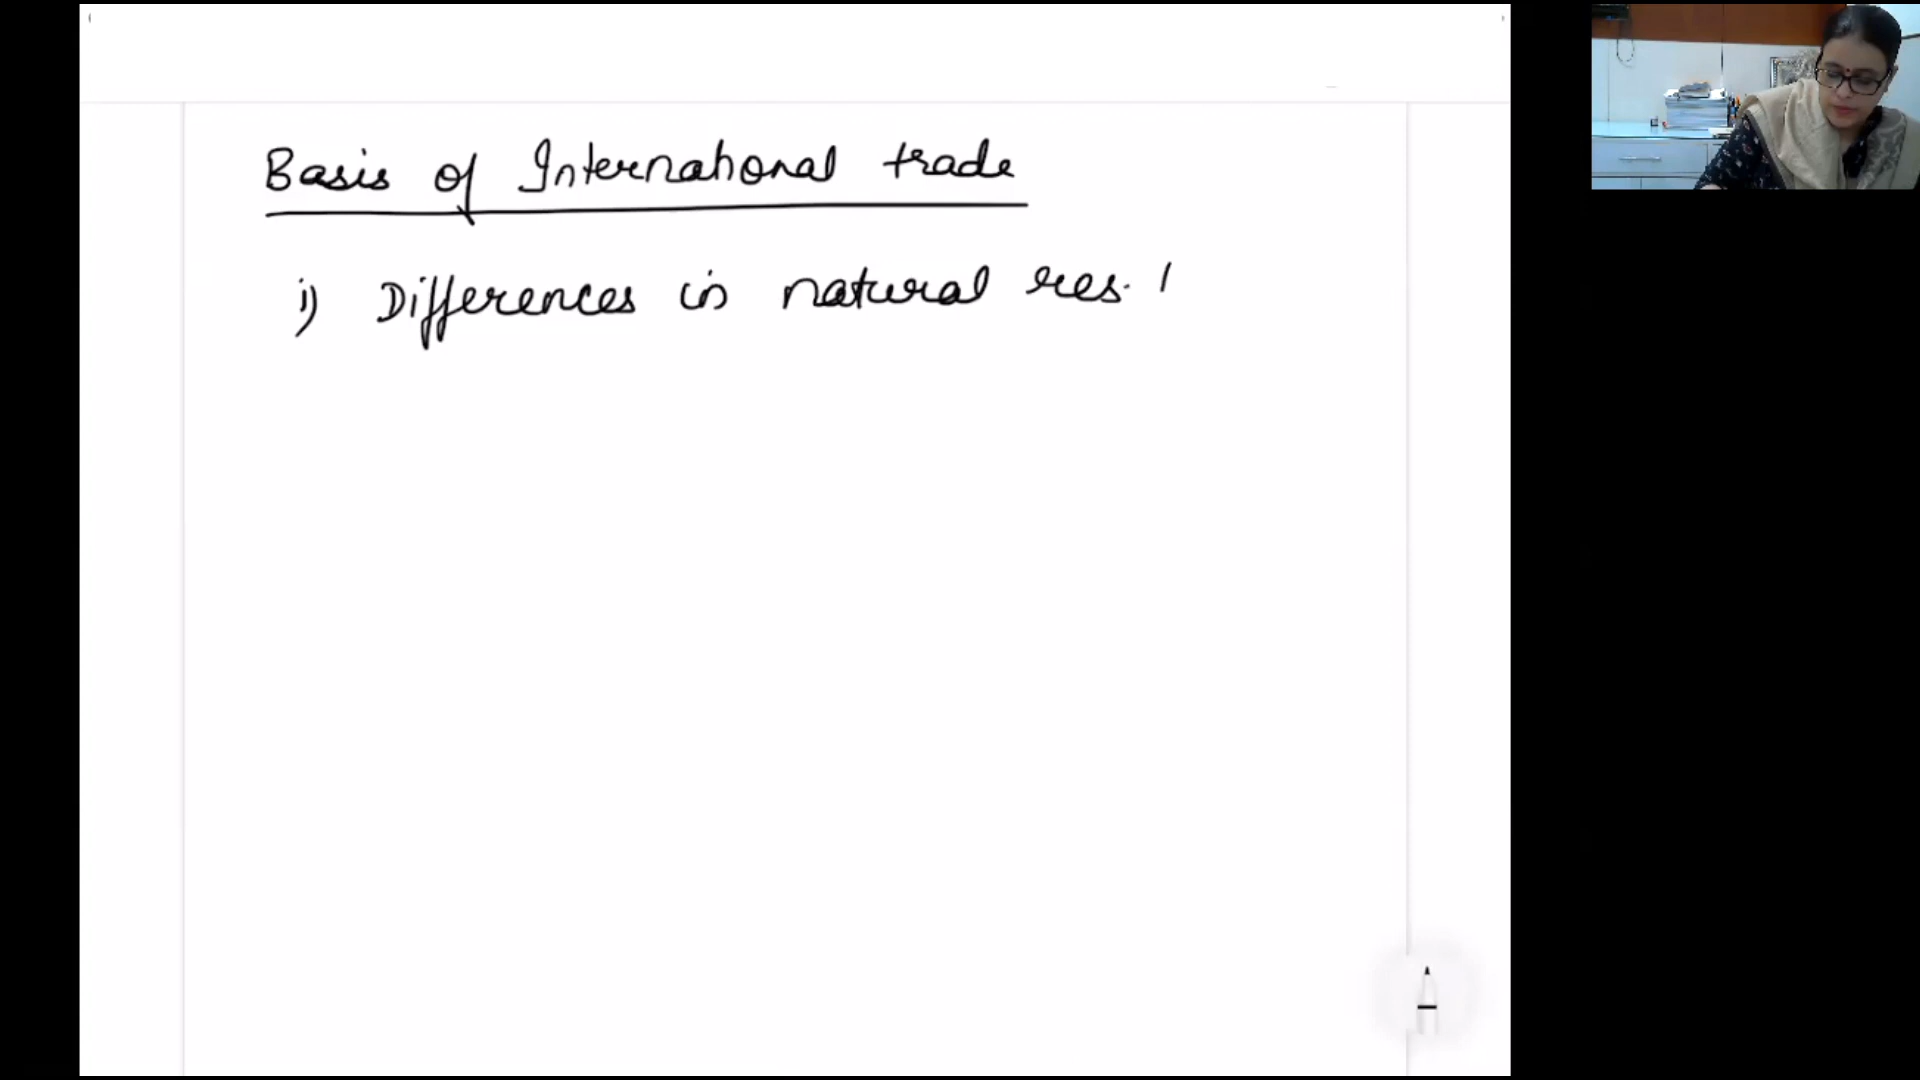 Basis of International trade
i) Differences in natural res.